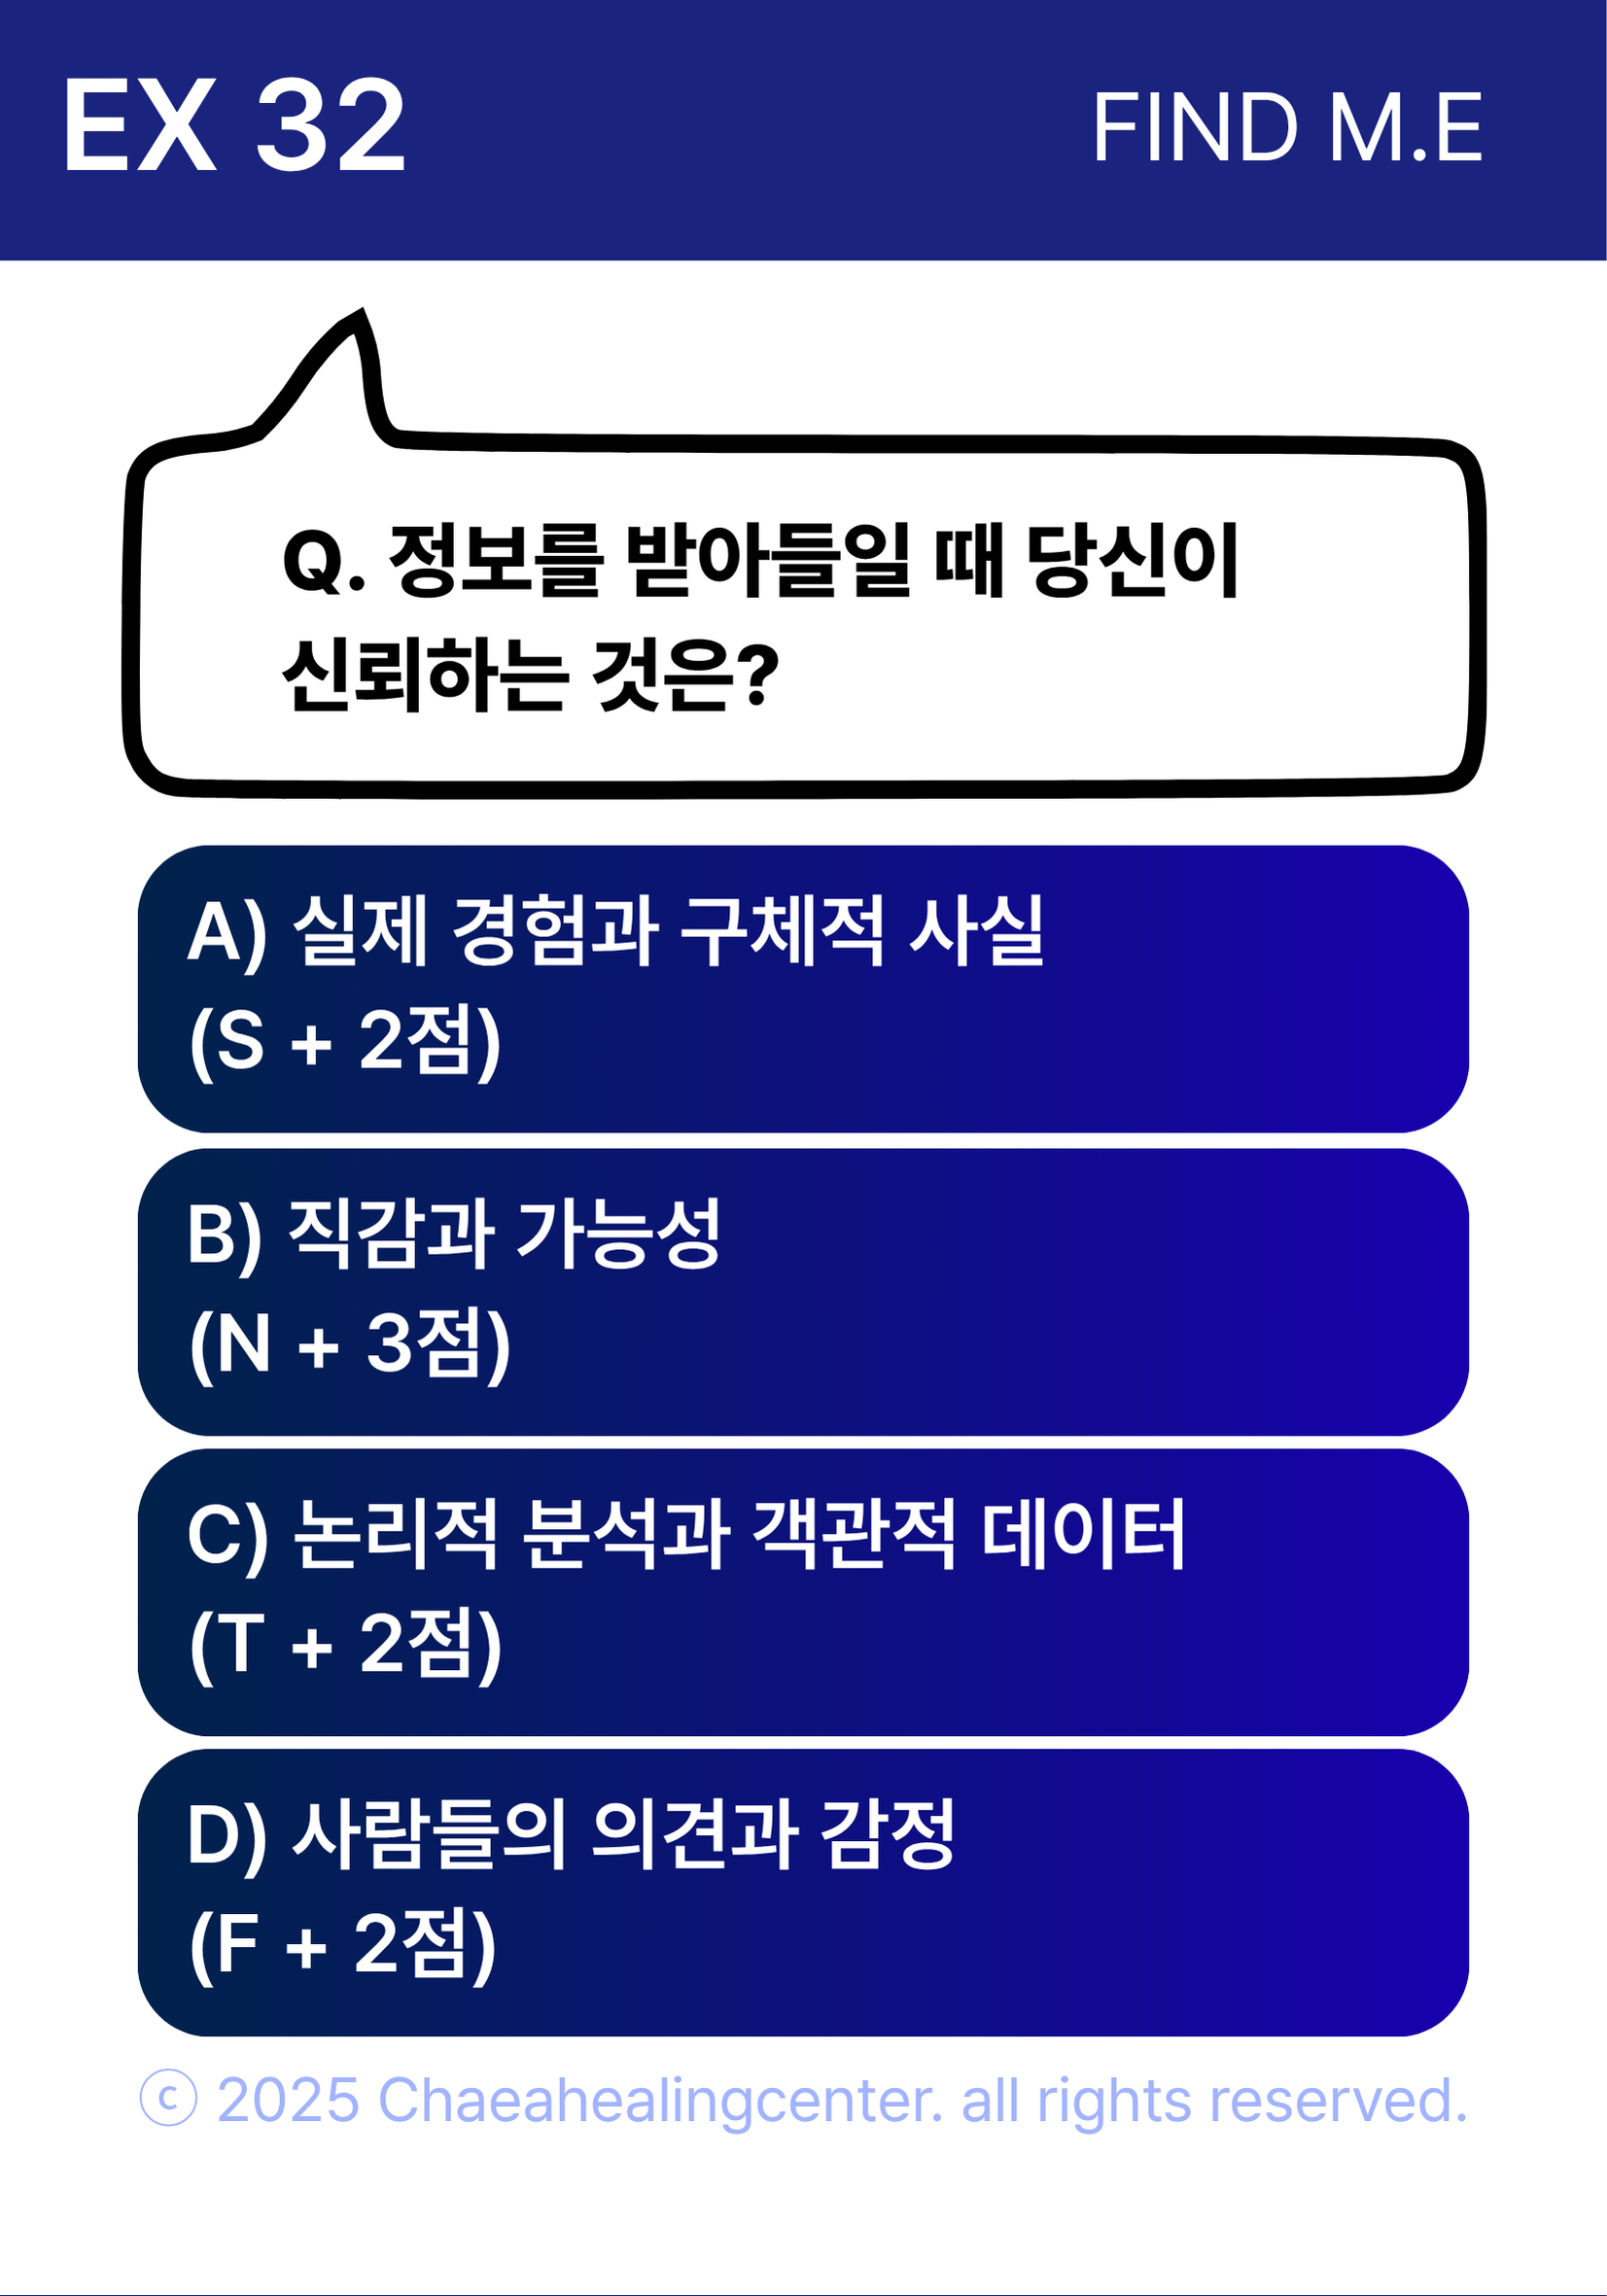 EX 32
FIND M.E
Q. 정보를 받아들일 때 당신이
신뢰하는 것은?
A) 실제 경험과 구체적 사실
(S + 2점)
B) 직감과 가능성
(N + 3점)
C) 논리적 분석과 객관적 데이터
(T + 2점)
D) 사람들의 의견과 감정
(F + 2점)
© 2025 Chaeahealingcenter. all rights reserved.